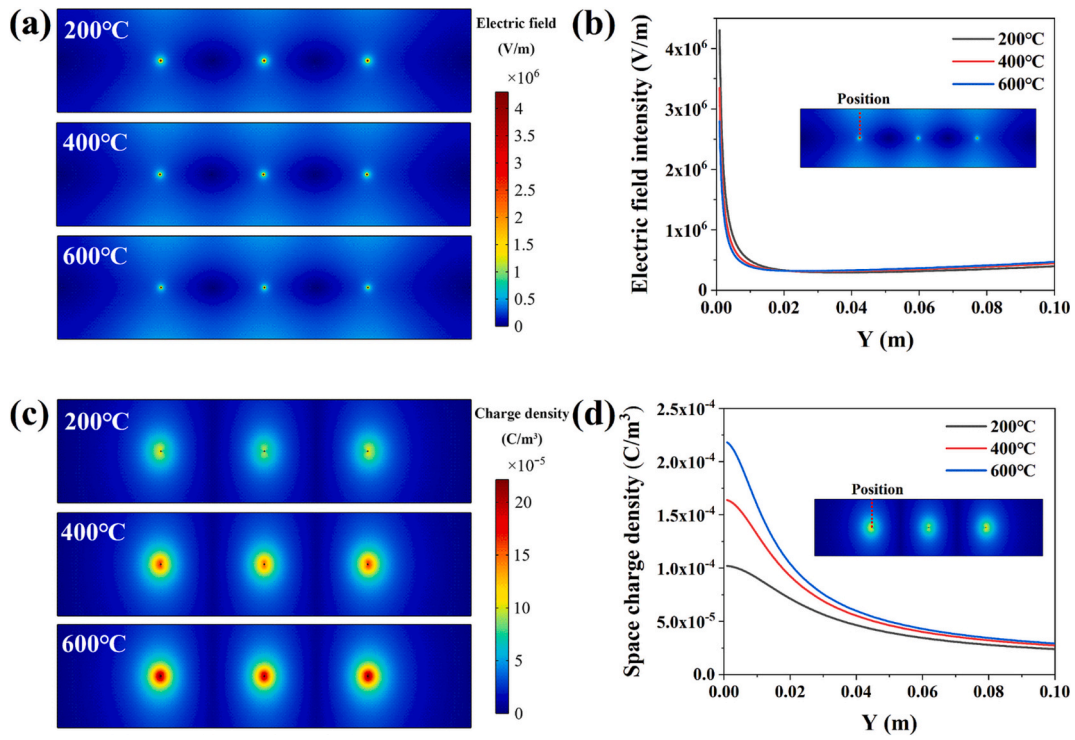 (a)
200°C
400°C
600°C
Electric field
(V/m)
×10⁶
4
3.5
3
2.5
2
1.5
1
0.5
0
(b)
Electric field intensity (V/m)
4x10⁶
3x10⁶
2x10⁶
1x10⁶
0
200°C
400°C
600°C
Position
0.00 0.02 0.04 0.06 0.08 0.10
Y (m)
(c)
200°C
400°C
600°C
Charge density
(C/m³)
×10⁻⁵
20
15
10
5
0
(d)
Space charge density (C/m³)
2.5x10⁻⁴
2.0x10⁻⁴
1.5x10⁻⁴
1.0x10⁻⁴
5.0x10⁻⁵
0.0
200°C
400°C
600°C
Position
0.00 0.02 0.04 0.06 0.08 0.10
Y (m)